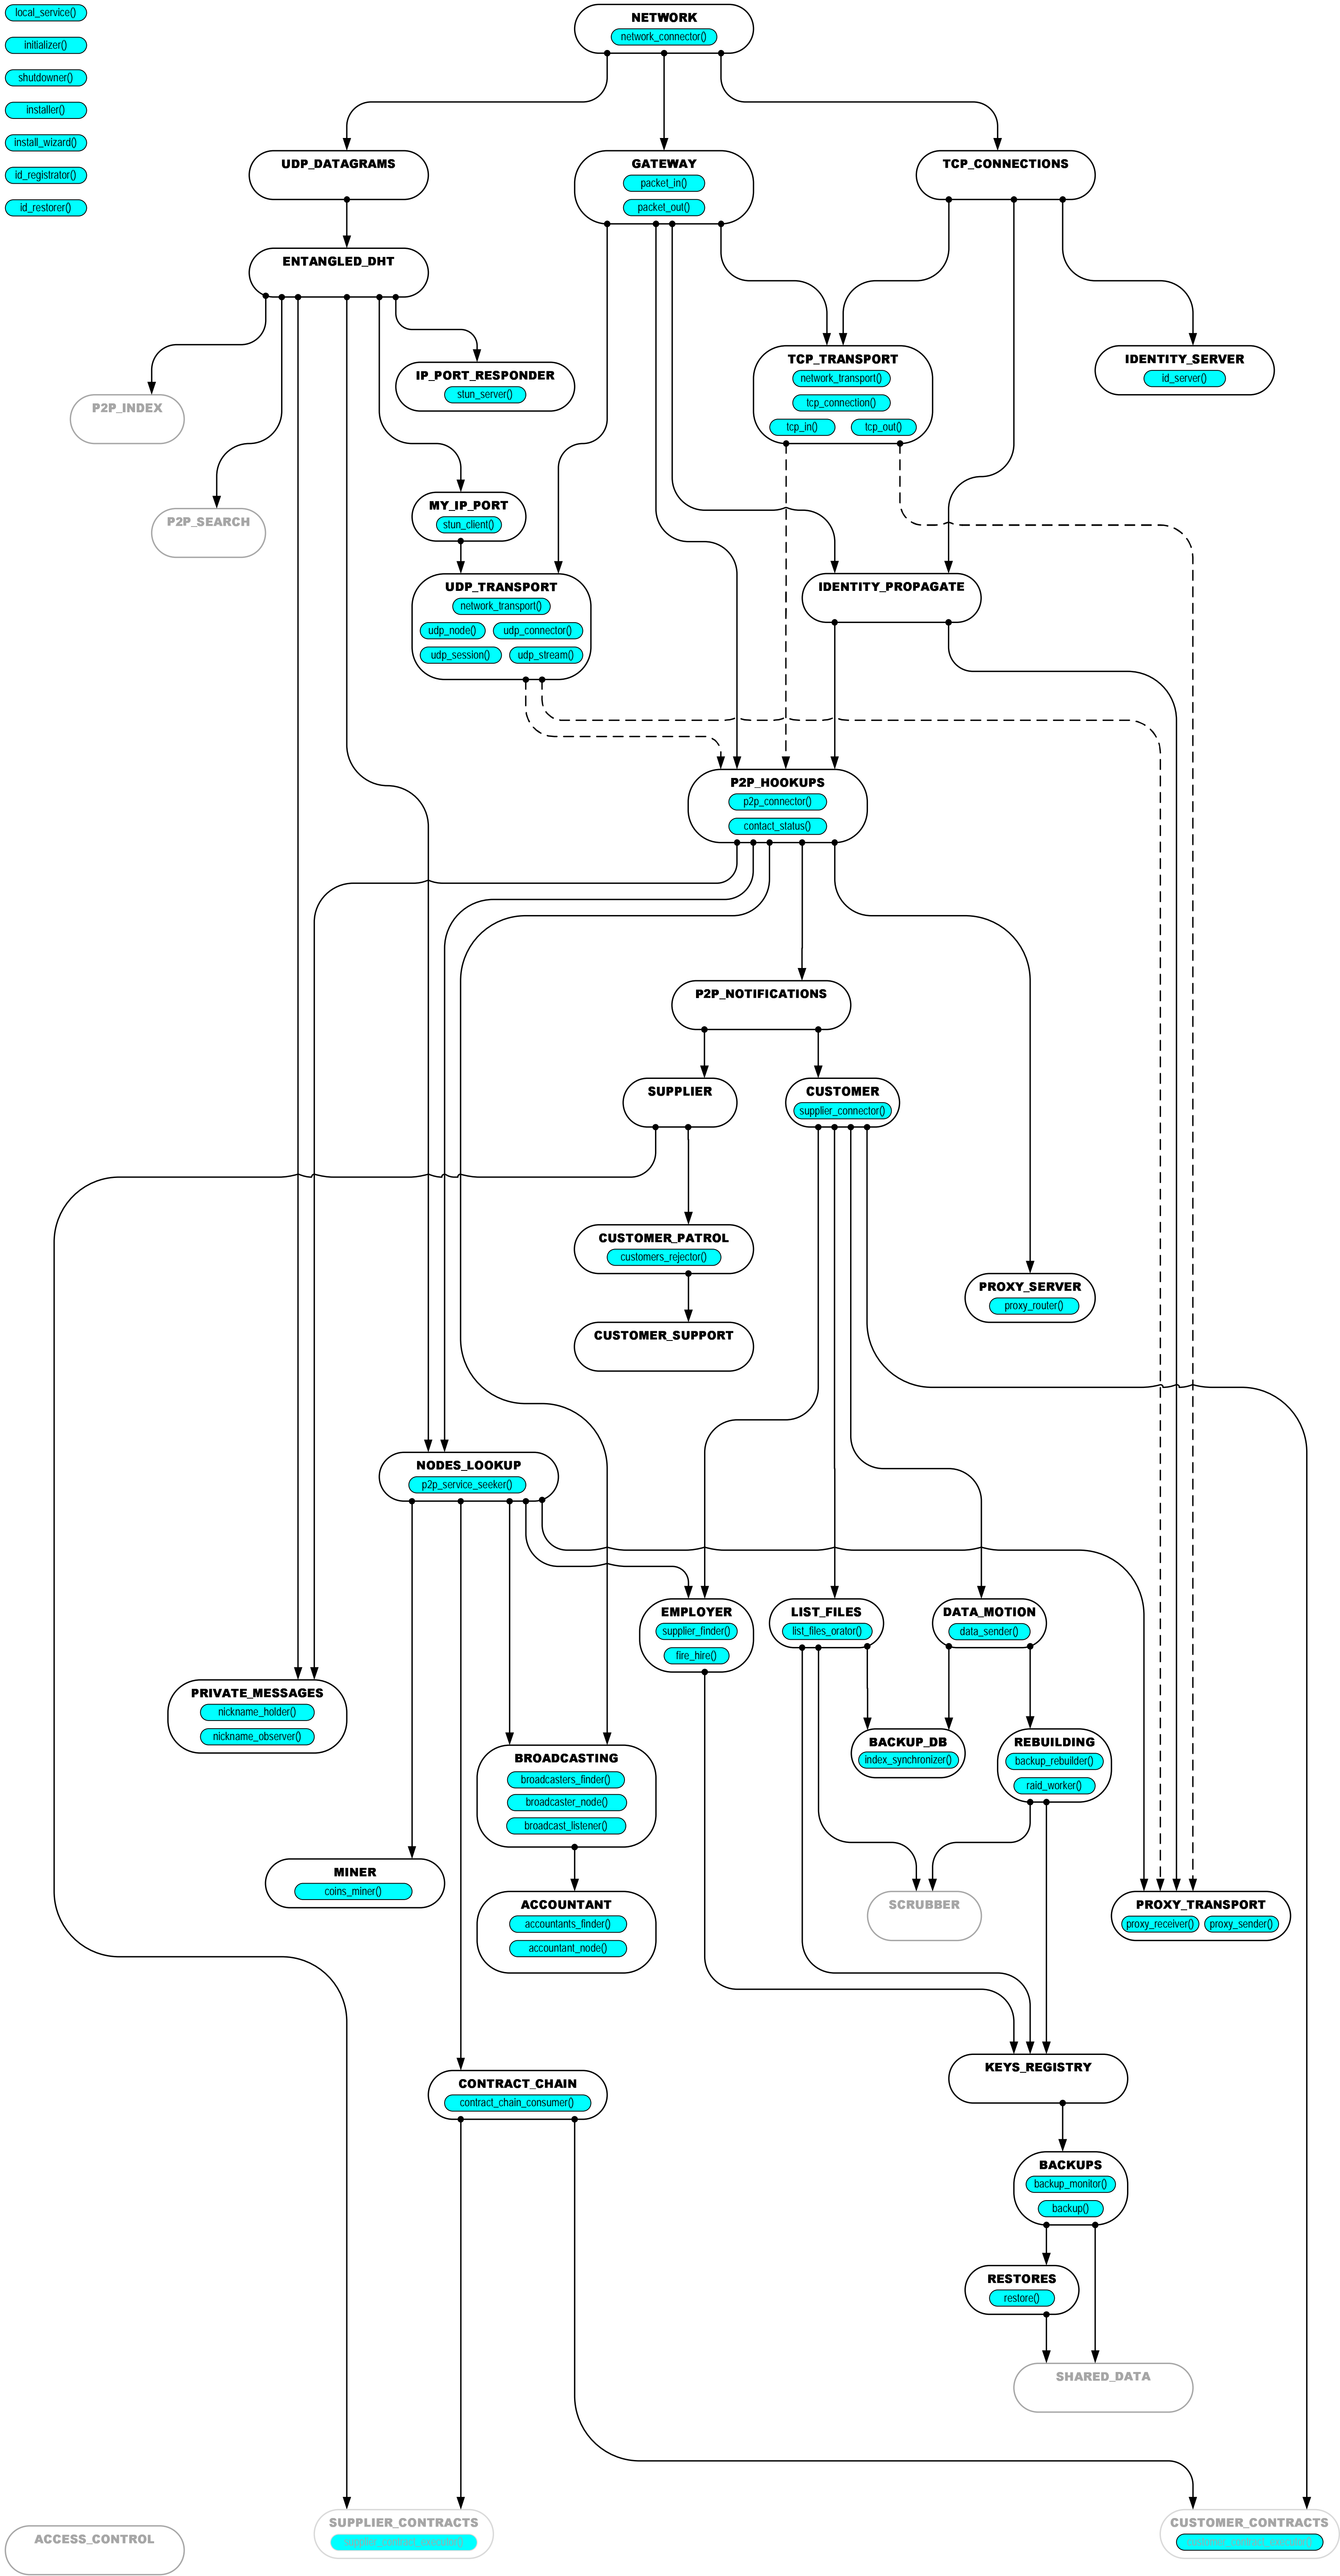 local_service()
initializer()
shutdowner()
installer()
install_wizard()
id_registrator()
id_restorer()
NETWORK
network_connector()
UDP_DATAGRAMS
GATEWAY
packet_in()
packet_out()
TCP_CONNECTIONS
ENTANGLED_DHT
IP_PORT_RESPONDER
stun_server()
TCP_TRANSPORT
network_transport()
tcp_connection()
tcp_in() tcp_out()
IDENTITY_SERVER
id_server()
P2P_INDEX
P2P_SEARCH
MY_IP_PORT
stun_client()
UDP_TRANSPORT
network_transport()
udp_node() udp_connector()
udp_session() udp_stream()
IDENTITY_PROPAGATE
P2P_HOOKUPS
p2p_connector()
contact_status()
P2P_NOTIFICATIONS
SUPPLIER
CUSTOMER
supplier_connector()
CUSTOMER_PATROL
customers_rejector()
PROXY_SERVER
proxy_router()
CUSTOMER_SUPPORT
NODES_LOOKUP
p2p_service_seeker()
EMPLOYER
supplier_finder()
fire_hire()
LIST_FILES
list_files_orator()
DATA_MOTION
data_sender()
PRIVATE_MESSAGES
nickname_holder()
nickname_observer()
BACKUP_DB
index_synchronizer()
REBUILDING
backup_rebuilder()
raid_worker()
BROADCASTING
broadcasters_finder()
broadcaster_node()
broadcast_listener()
MINER
coins_miner()
ACCOUNTANT
accountants_finder()
accountant_node()
SCRUBBER
PROXY_TRANSPORT
proxy_receiver() proxy_sender()
KEYS_REGISTRY
CONTRACT_CHAIN
contract_chain_consumer()
BACKUPS
backup_monitor()
backup()
RESTORES
restore()
SHARED_DATA
SUPPLIER_CONTRACTS
supplier_contract_executor()
CUSTOMER_CONTRACTS
customer_contract_executor()
ACCESS_CONTROL